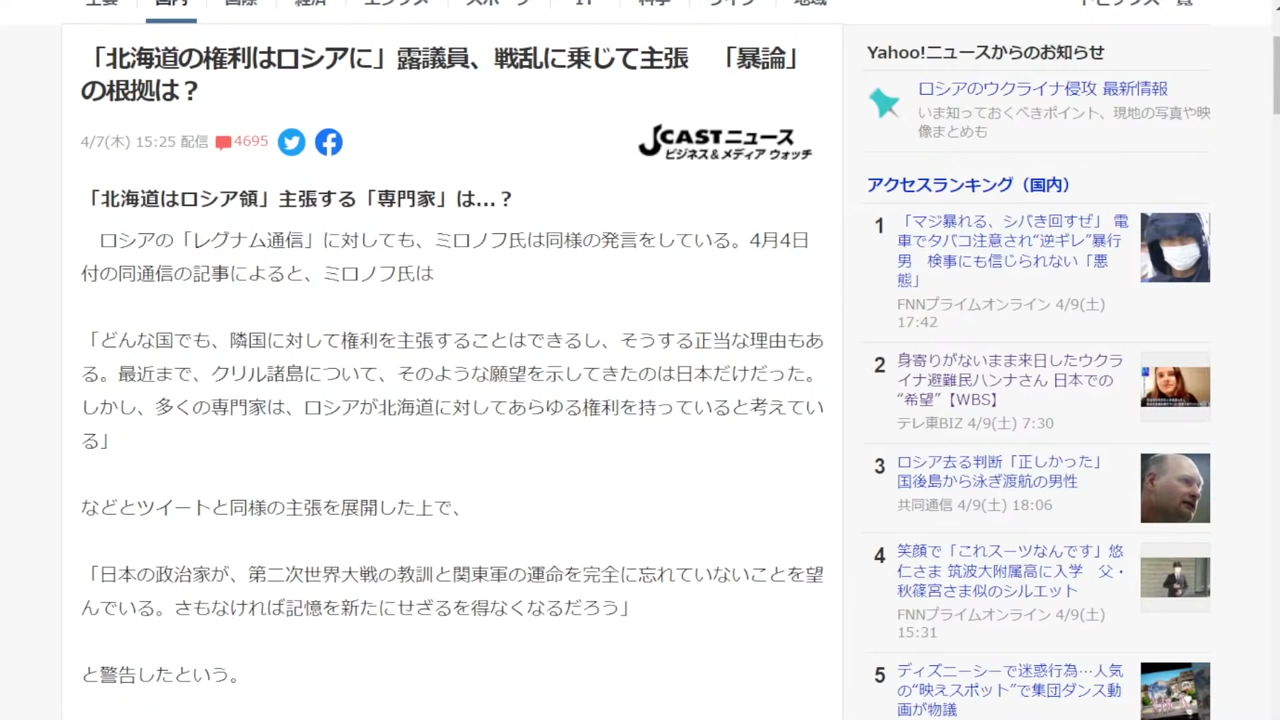 主要 国内 国際 経済 エンタメ スポーツ IT 科学 ライフ 地域 トピックス一覧
「北海道の権利はロシアに」露議員、戦乱に乗じて主張　「暴論」
の根拠は？
4/7(木) 15:25 配信 4695
J CASTニュース
ビジネス＆メディア ウォッチ
「北海道はロシア領」主張する「専門家」は…？
ロシアの「レグナム通信」に対しても、ミロノフ氏は同様の発言をしている。4月4日
付の同通信の記事によると、ミロノフ氏は
「どんな国でも、隣国に対して権利を主張することはできるし、そうする正当な理由もあ
る。最近まで、クリル諸島について、そのような願望を示してきたのは日本だけだった。
しかし、多くの専門家は、ロシアが北海道に対してあらゆる権利を持っていると考えてい
る」
などとツイートと同様の主張を展開した上で、
「日本の政治家が、第二次世界大戦の教訓と関東軍の運命を完全に忘れていないことを望
んでいる。さもなければ記憶を新たにせざるを得なくなるだろう」
と警告したという。
Yahoo!ニュースからのお知らせ
ロシアのウクライナ侵攻 最新情報
いま知っておくべきポイント、現地の写真や映
像まとめも
アクセスランキング（国内）
1
「マジ暴れる、シバき回すぜ」 電
車でタバコ注意され“逆ギレ”暴行
男　検事にも信じられない「悪
態」
FNNプライムオンライン 4/9(土)
17:42
2
身寄りがないまま来日したウクラ
イナ避難民ハンナさん 日本での
“希望”【WBS】
テレ東BIZ 4/9(土) 7:30
3
ロシア去る判断「正しかった」
国後島から泳ぎ渡航の男性
共同通信 4/9(土) 18:06
4
笑顔で「これスーツなんです」悠
仁さま 筑波大附属高に入学　父・
秋篠宮さま似のシルエット
FNNプライムオンライン 4/9(土)
15:31
5
ディズニーシーで迷惑行為…人気
の“映えスポット”で集団ダンス動
画が物議